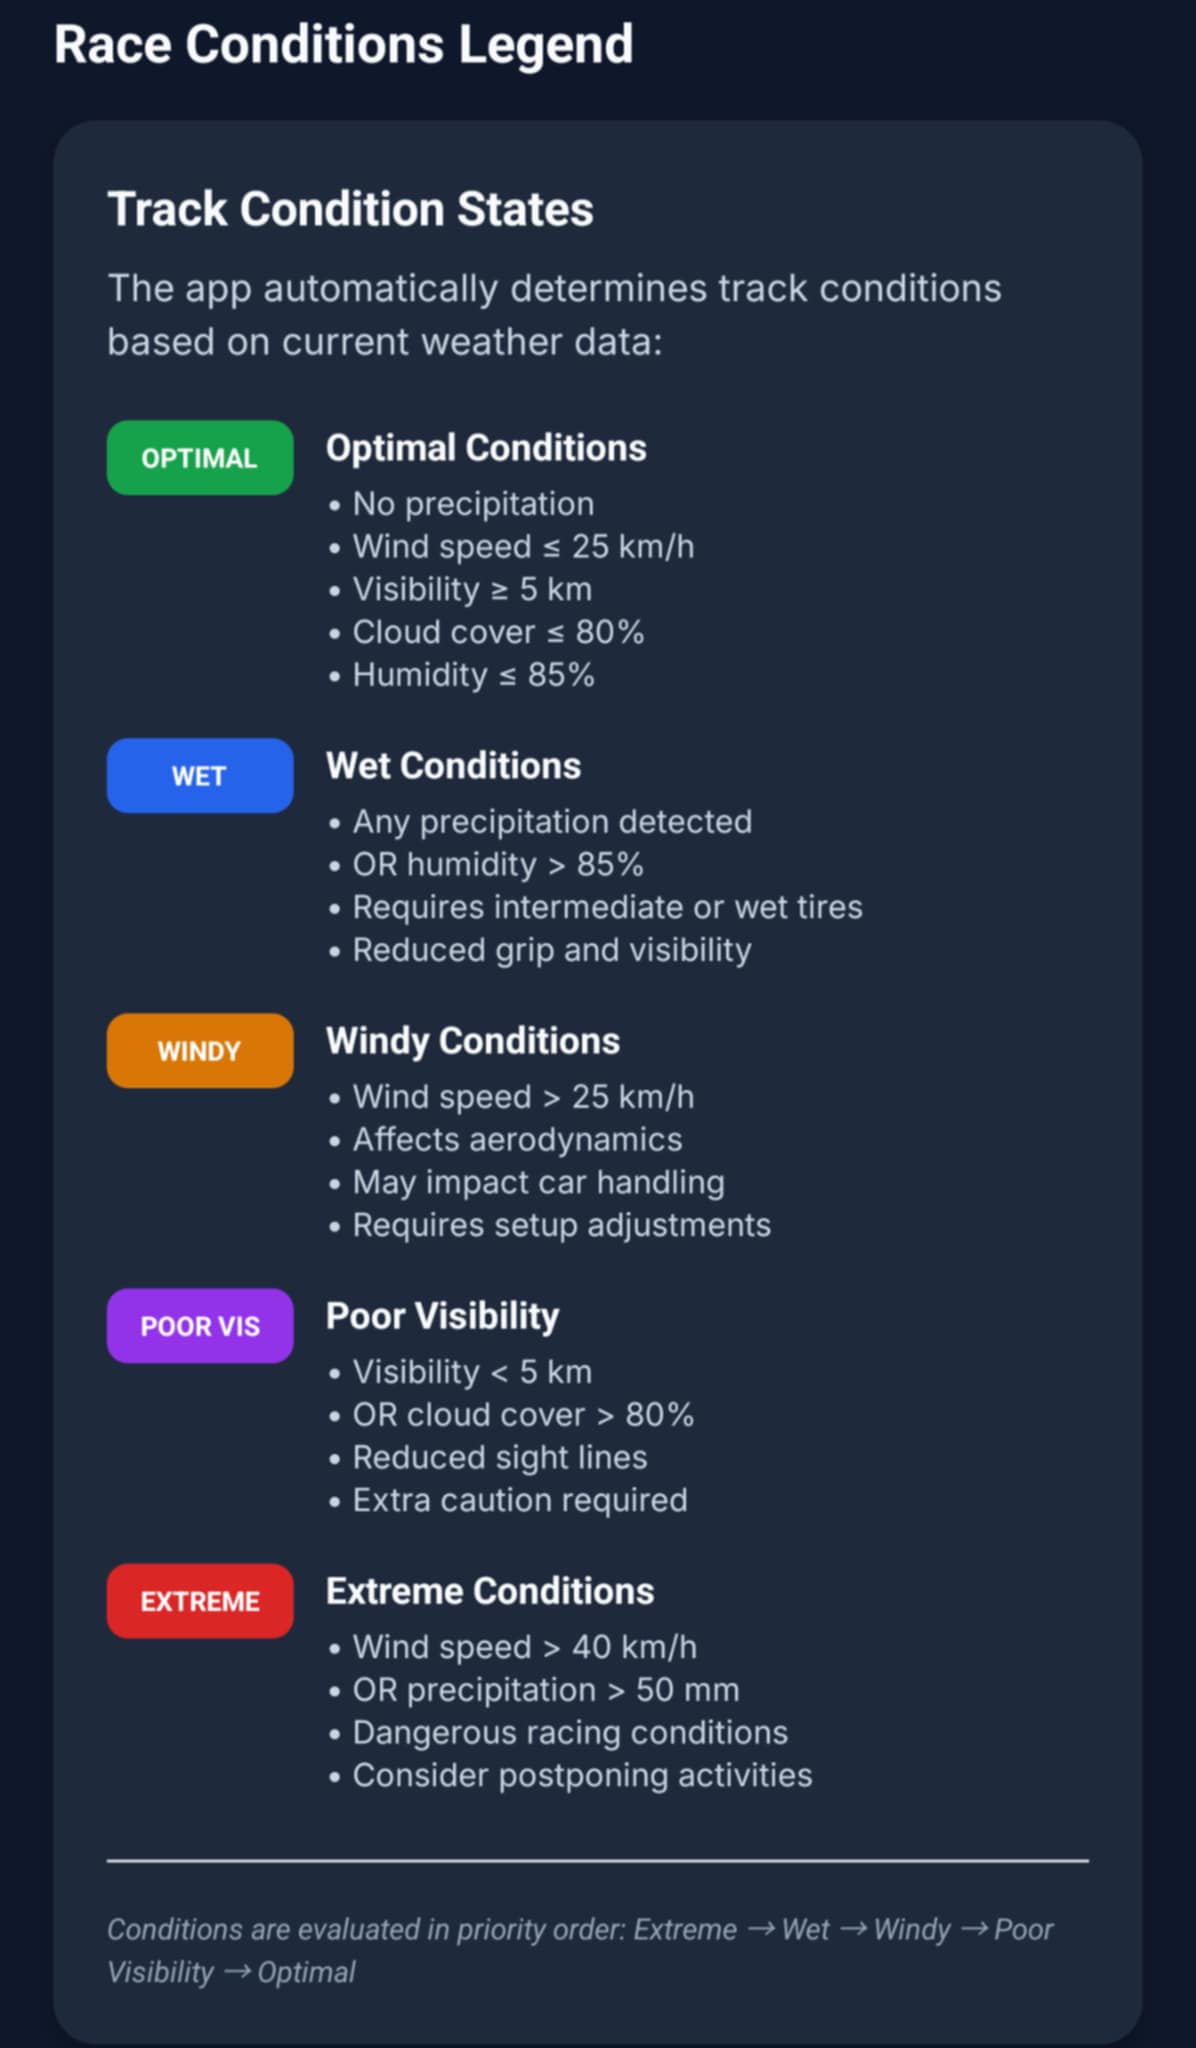 Race Conditions Legend
Track Condition States
The app automatically determines track conditions
based on current weather data:
OPTIMAL
Optimal Conditions
• No precipitation
• Wind speed ≤ 25 km/h
• Visibility ≥ 5 km
• Cloud cover ≤ 80%
• Humidity ≤ 85%
WET
Wet Conditions
• Any precipitation detected
• OR humidity > 85%
• Requires intermediate or wet tires
• Reduced grip and visibility
WINDY
Windy Conditions
• Wind speed > 25 km/h
• Affects aerodynamics
• May impact car handling
• Requires setup adjustments
POOR VIS
Poor Visibility
• Visibility < 5 km
• OR cloud cover > 80%
• Reduced sight lines
• Extra caution required
EXTREME
Extreme Conditions
• Wind speed > 40 km/h
• OR precipitation > 50 mm
• Dangerous racing conditions
• Consider postponing activities
Conditions are evaluated in priority order: Extreme → Wet → Windy → Poor
Visibility → Optimal